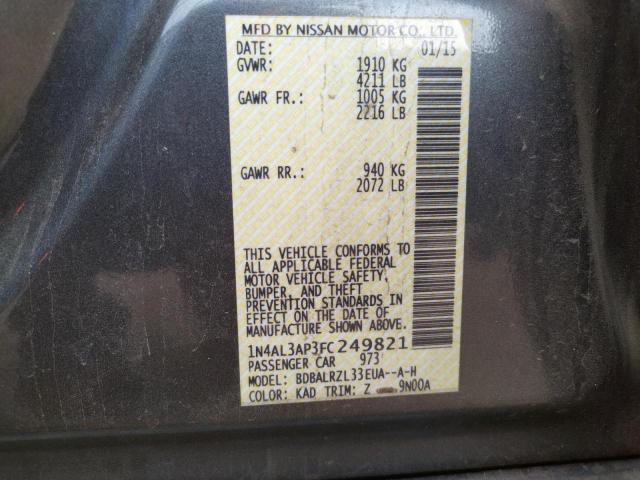 MFD BY NISSAN MOTOR CO., LTD.
DATE: 01/15
GVWR: 1910 KG
4211 LB
GAWR FR.: 1005 KG
2216 LB
GAWR RR.: 940 KG
2072 LB
THIS VEHICLE CONFORMS TO
ALL APPLICABLE FEDERAL
MOTOR VEHICLE SAFETY,
BUMPER, AND THEFT
PREVENTION STANDARDS IN
EFFECT ON THE DATE OF
MANUFACTURE SHOWN ABOVE.
1N4AL3AP3FC249821
PASSENGER CAR 973
MODEL: BDBALRZL33EUA--A-H
COLOR: KAD TRIM: Z 9N00A